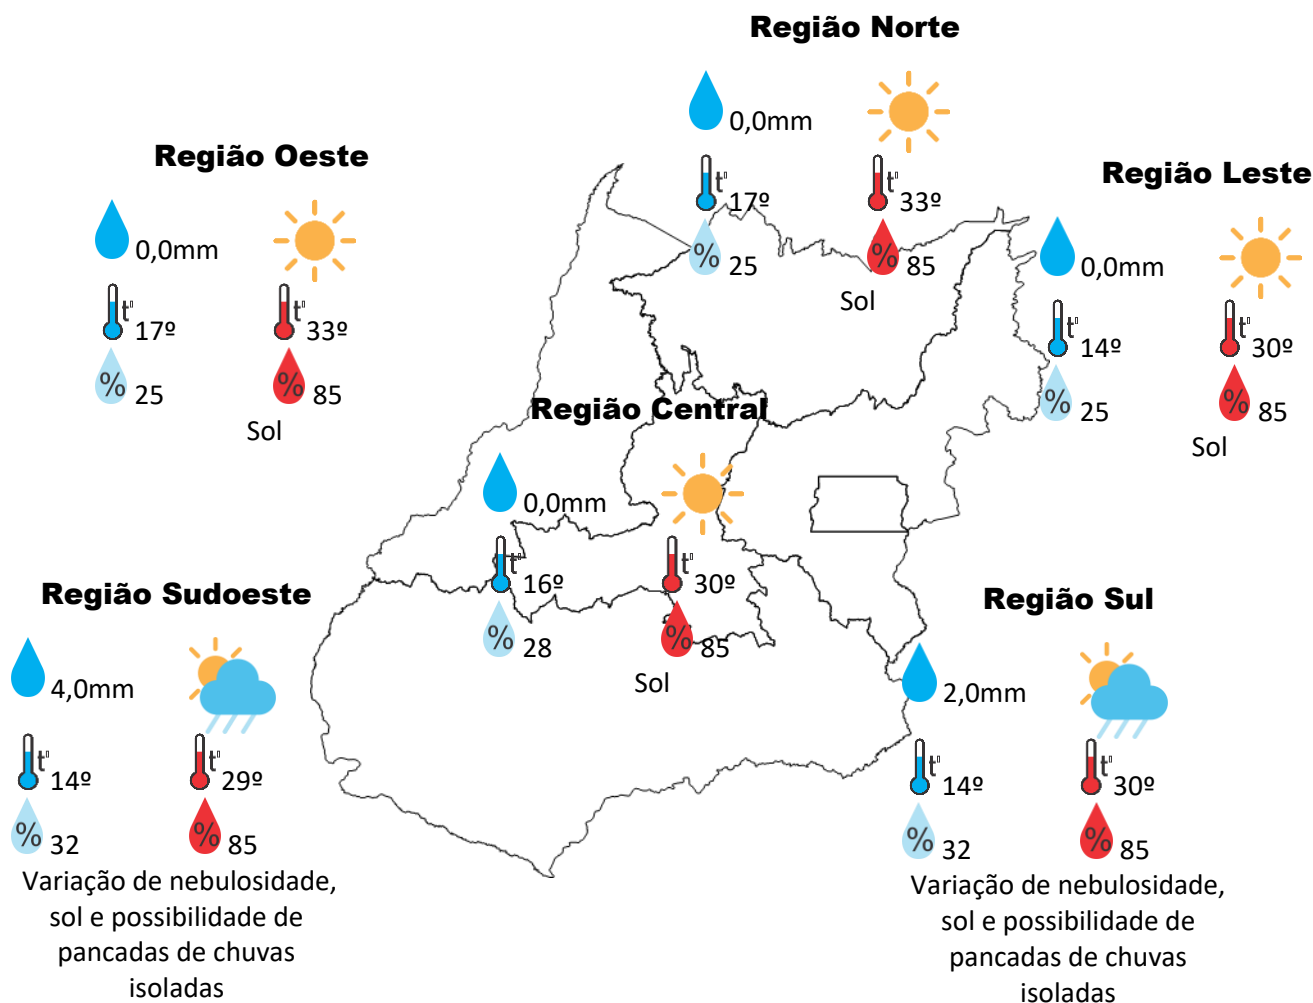 Região Norte
0,0mm
t°
17º
t°
33º
% 25
% 85
Sol
Região Oeste
0,0mm
t°
17º
t°
33º
% 25
% 85
Sol
Região Leste
0,0mm
t°
14º
t°
30º
% 25
% 85
Sol
Região Central
0,0mm
t°
16º
t°
30º
% 28
% 85
Sol
Região Sudoeste
4,0mm
t°
14º
t°
29º
% 32
% 85
Variação de nebulosidade,
sol e possibilidade de
pancadas de chuvas
isoladas
Região Sul
2,0mm
t°
14º
t°
30º
% 32
% 85
Variação de nebulosidade,
sol e possibilidade de
pancadas de chuvas
isoladas